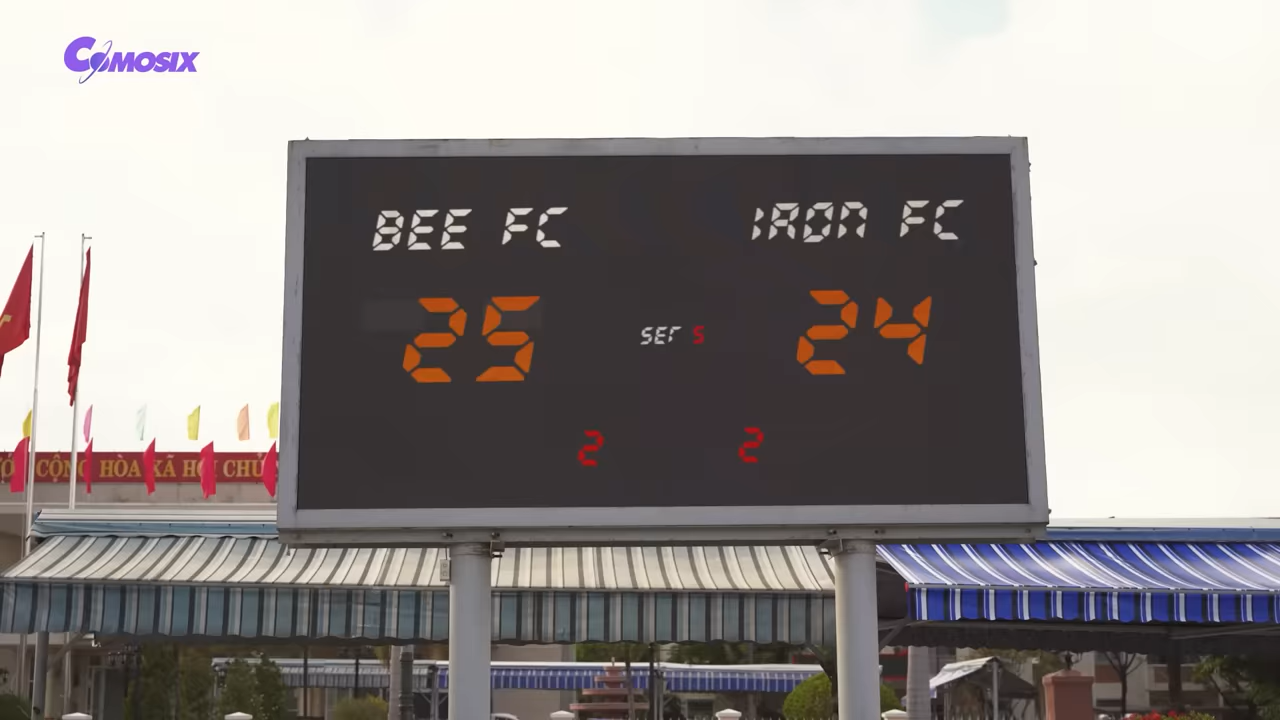 COMOSIX
BEE FC
IRON FC
25
SET 5
24
2
2
CỘNG HÒA XÃ HỘI CHỦ